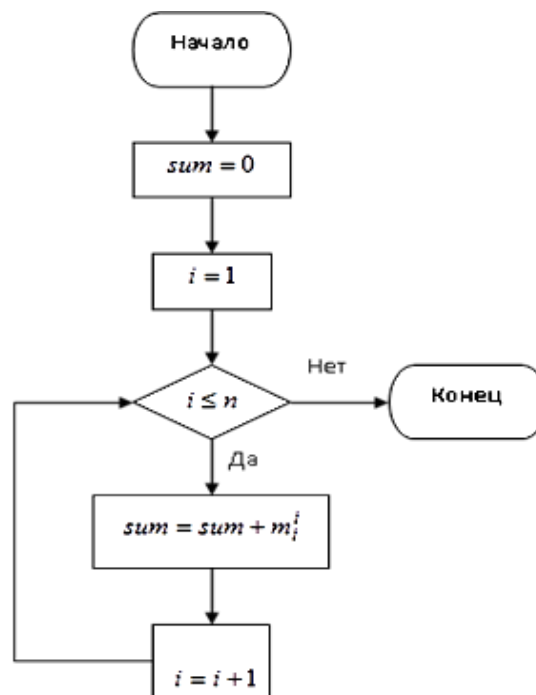 Начало
sum = 0
i = 1
i ≤ n
Нет
Конец
Да
sum = sum + m_i^i
i = i + 1